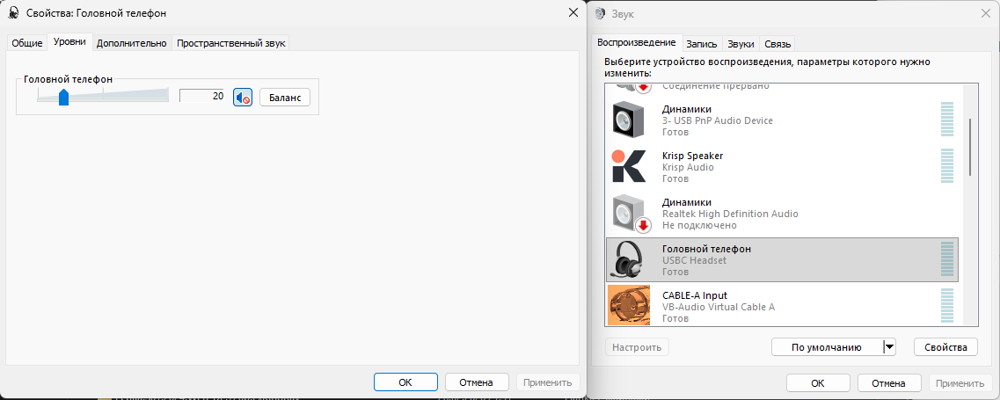 Свойства: Головной телефон
Общие
Уровни
Дополнительно
Пространственный звук
Головной телефон
20
Баланс
ОК
Отмена
Применить
Звук
Воспроизведение
Запись
Звуки
Связь
Выберите устройство воспроизведения, параметры которого нужно
изменить:
Соединение прервано
Динамики
3- USB PnP Audio Device
Готов
Krisp Speaker
Krisp Audio
Готов
Динамики
Realtek High Definition Audio
Не подключено
Головной телефон
USBC Headset
Готов
CABLE-A Input
VB-Audio Virtual Cable A
Готов
Настроить
По умолчанию
Свойства
ОК
Отмена
Применить